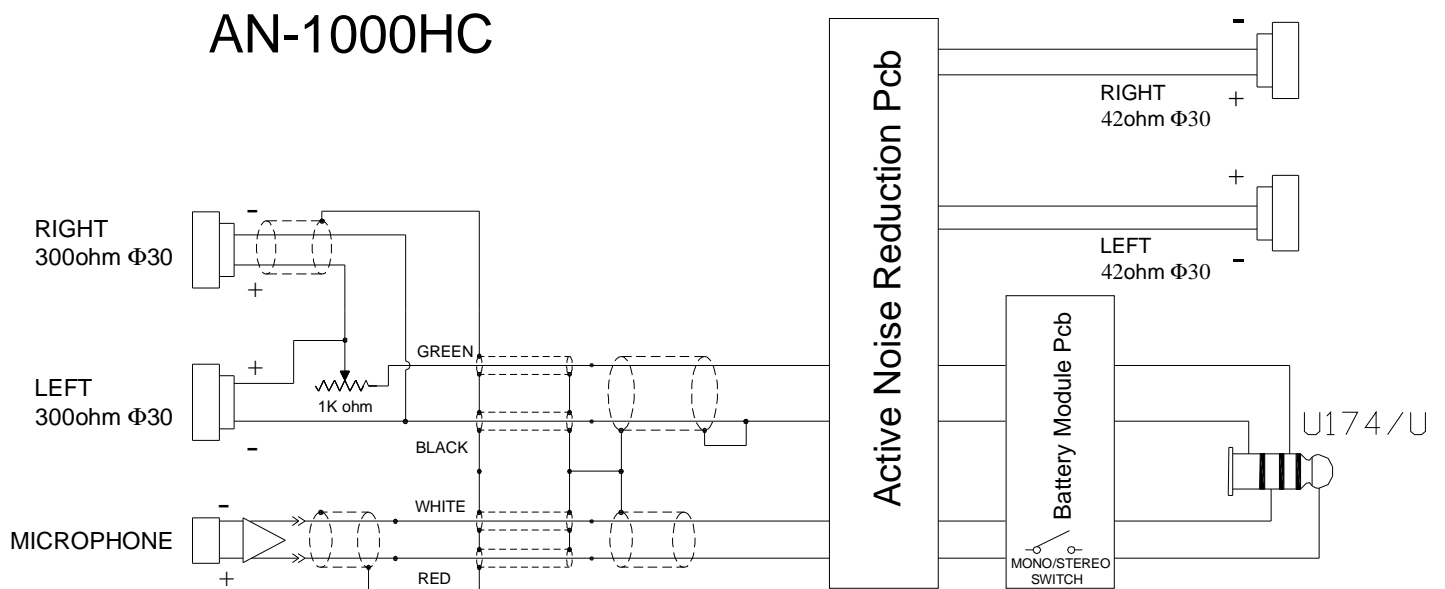 AN-1000HC
Active Noise Reduction Pcb
-
RIGHT
42ohm Φ30
+
+
LEFT
42ohm Φ30
-
RIGHT
300ohm Φ30
-
+
LEFT
300ohm Φ30
+
-
1K ohm
GREEN
BLACK
WHITE
RED
MICROPHONE
-
+
Battery Module Pcb
MONO/STEREO
SWITCH
U174/U